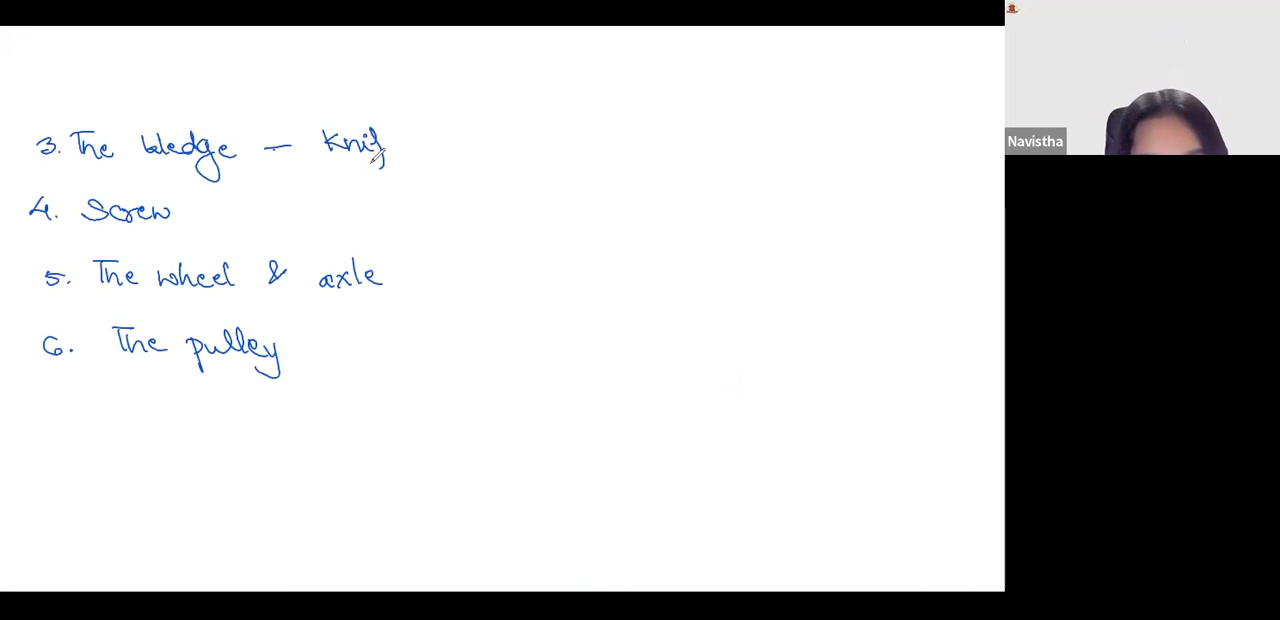 3. The Wedge - Knif
4. Screw
5. The wheel & axle
6. The pulley
Navistha